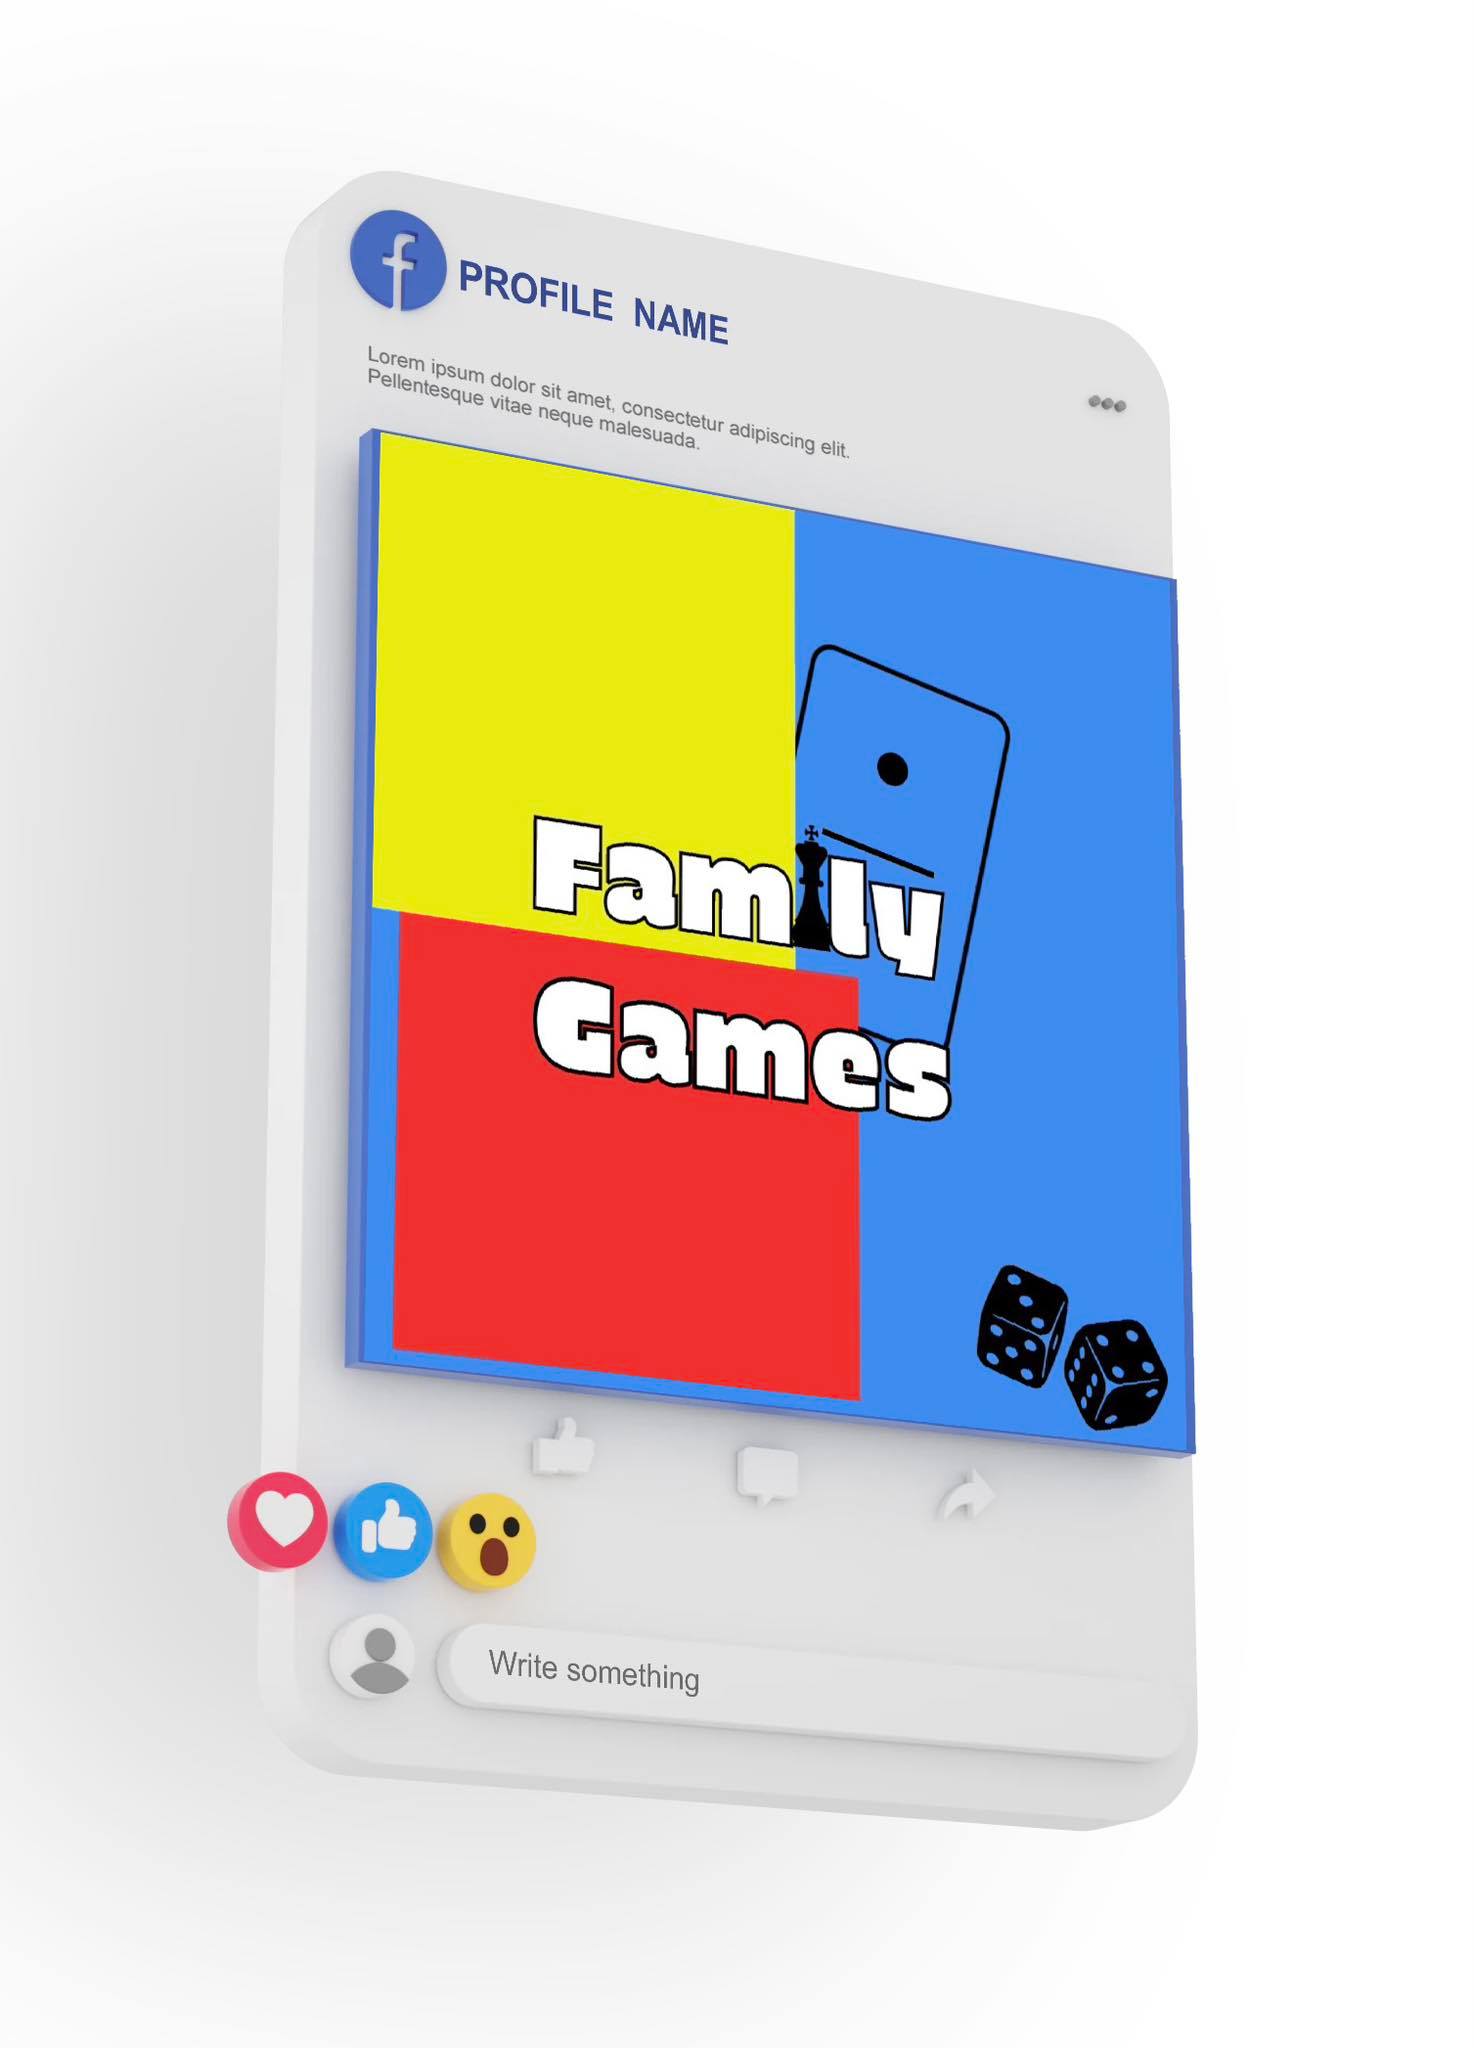 PROFILE NAME
Lorem ipsum dolor sit amet, consectetur adipiscing elit.
Pellentesque vitae neque malesuada.
Family
Games
Write something